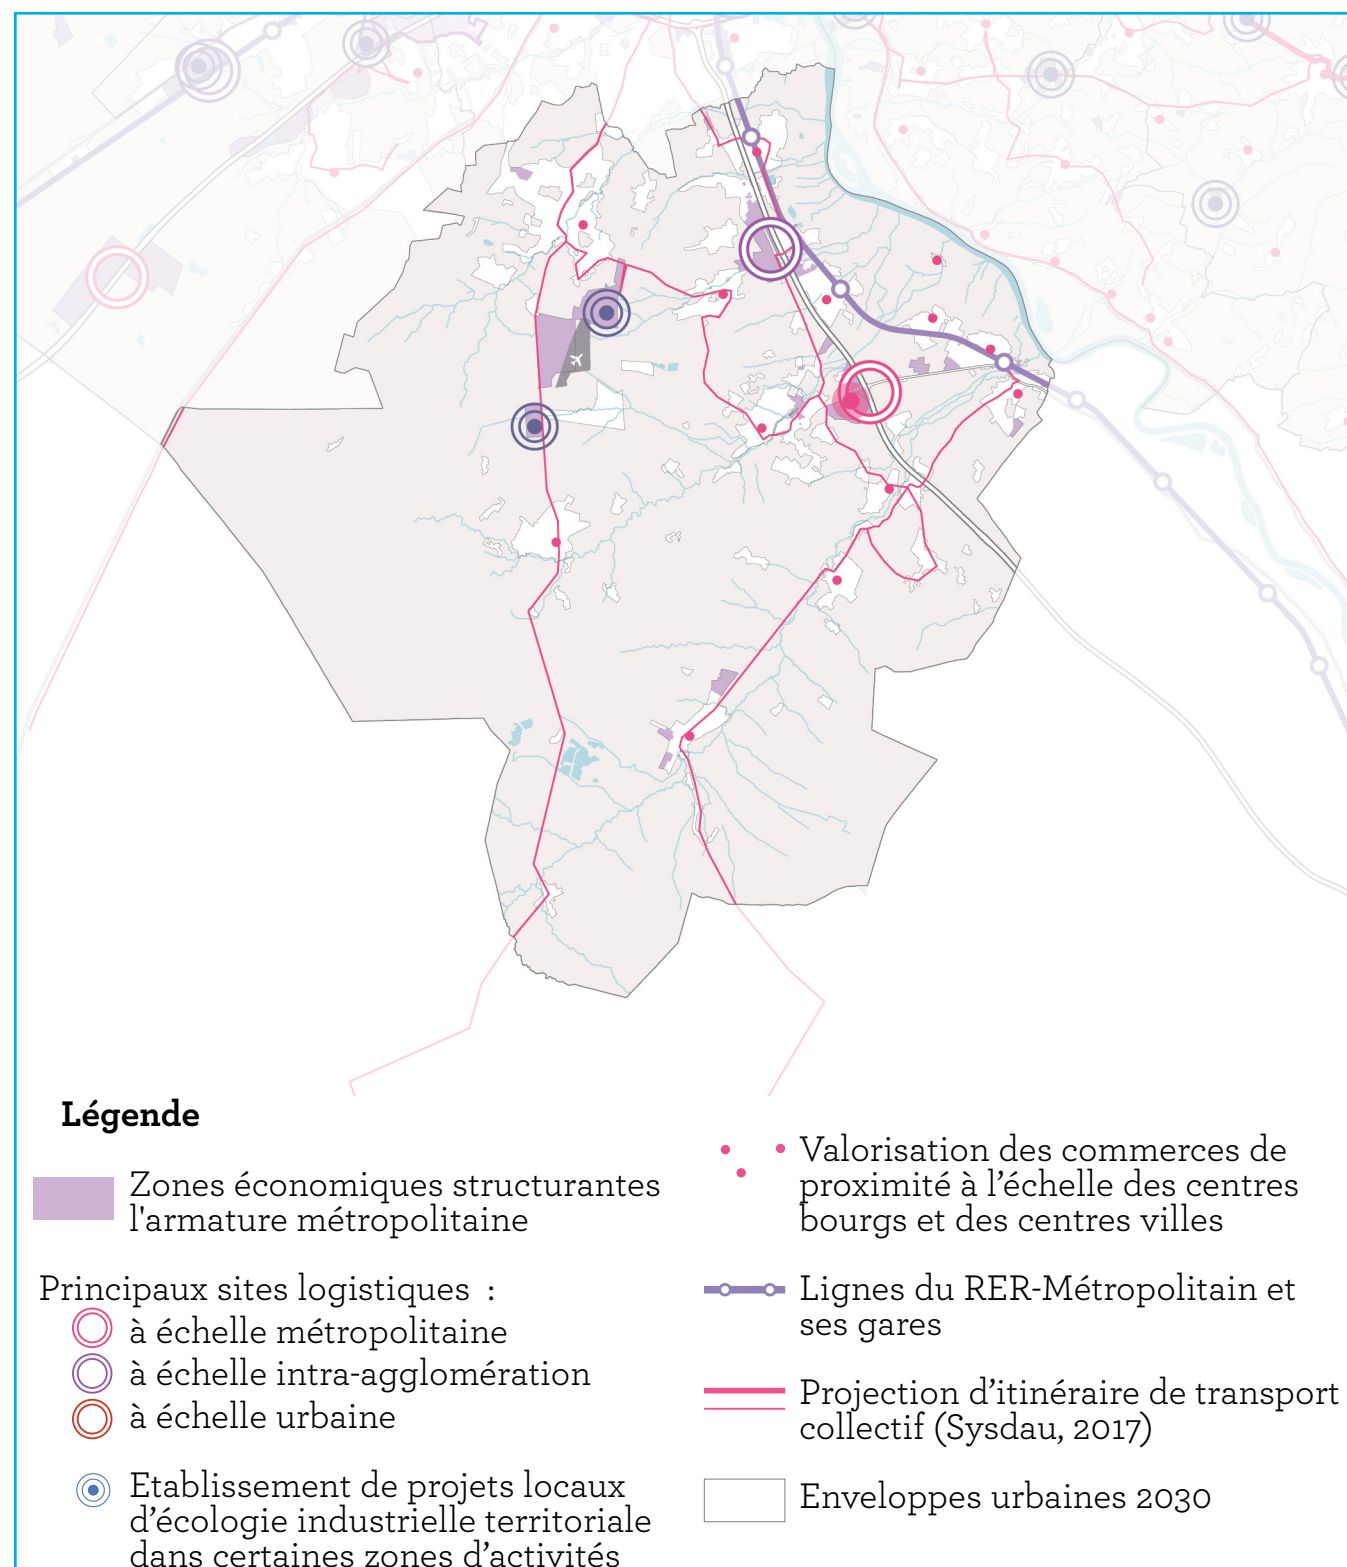 Légende
Zones économiques structurantes
l'armature métropolitaine
Principaux sites logistiques :
à échelle métropolitaine
à échelle intra-agglomération
à échelle urbaine
Etablissement de projets locaux
d’écologie industrielle territoriale
dans certaines zones d’activités
Valorisation des commerces de
proximité à l’échelle des centres
bourgs et des centres villes
Lignes du RER-Métropolitain et
ses gares
Projection d’itinéraire de transport
collectif (Sysdau, 2017)
Enveloppes urbaines 2030